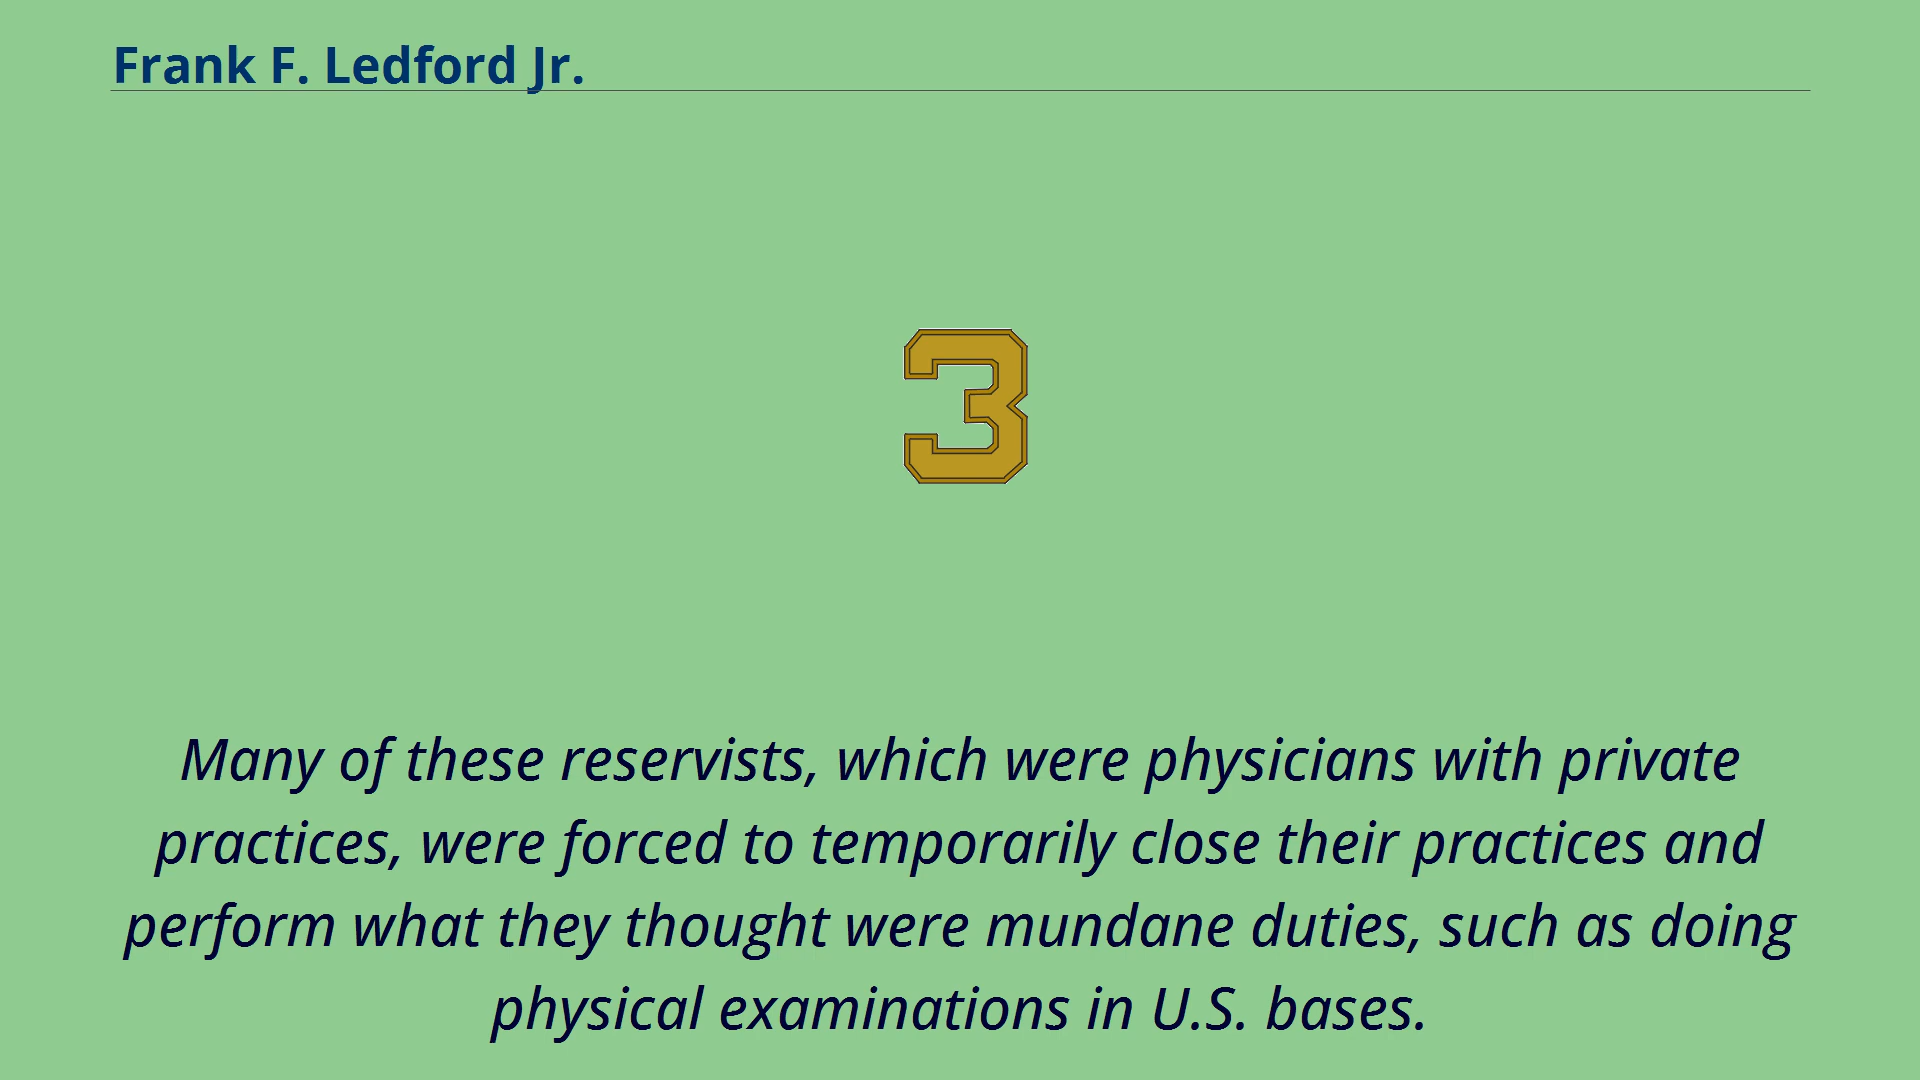 Frank F. Ledford Jr.
3
Many of these reservists, which were physicians with private
practices, were forced to temporarily close their practices and
perform what they thought were mundane duties, such as doing
physical examinations in U.S. bases.